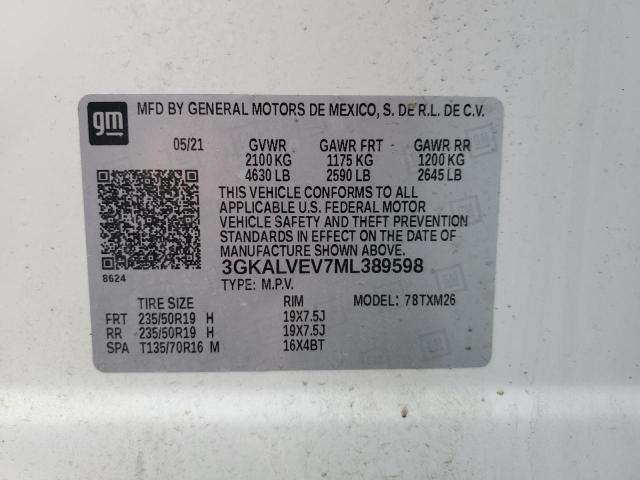 gm
MFD BY GENERAL MOTORS DE MEXICO, S. DE R.L. DE C.V.
05/21 GVWR GAWR FRT GAWR RR
2100 KG 1175 KG 1200 KG
4630 LB 2590 LB 2645 LB
THIS VEHICLE CONFORMS TO ALL
APPLICABLE U.S. FEDERAL MOTOR
VEHICLE SAFETY AND THEFT PREVENTION
STANDARDS IN EFFECT ON THE DATE OF
MANUFACTURE SHOWN ABOVE.
8624 3GKALVEV7ML389598
TYPE: M.P.V.
TIRE SIZE RIM MODEL: 78TXM26
FRT 235/50R19 H 19X7.5J
RR 235/50R19 H 19X7.5J
SPA T135/70R16 M 16X4BT